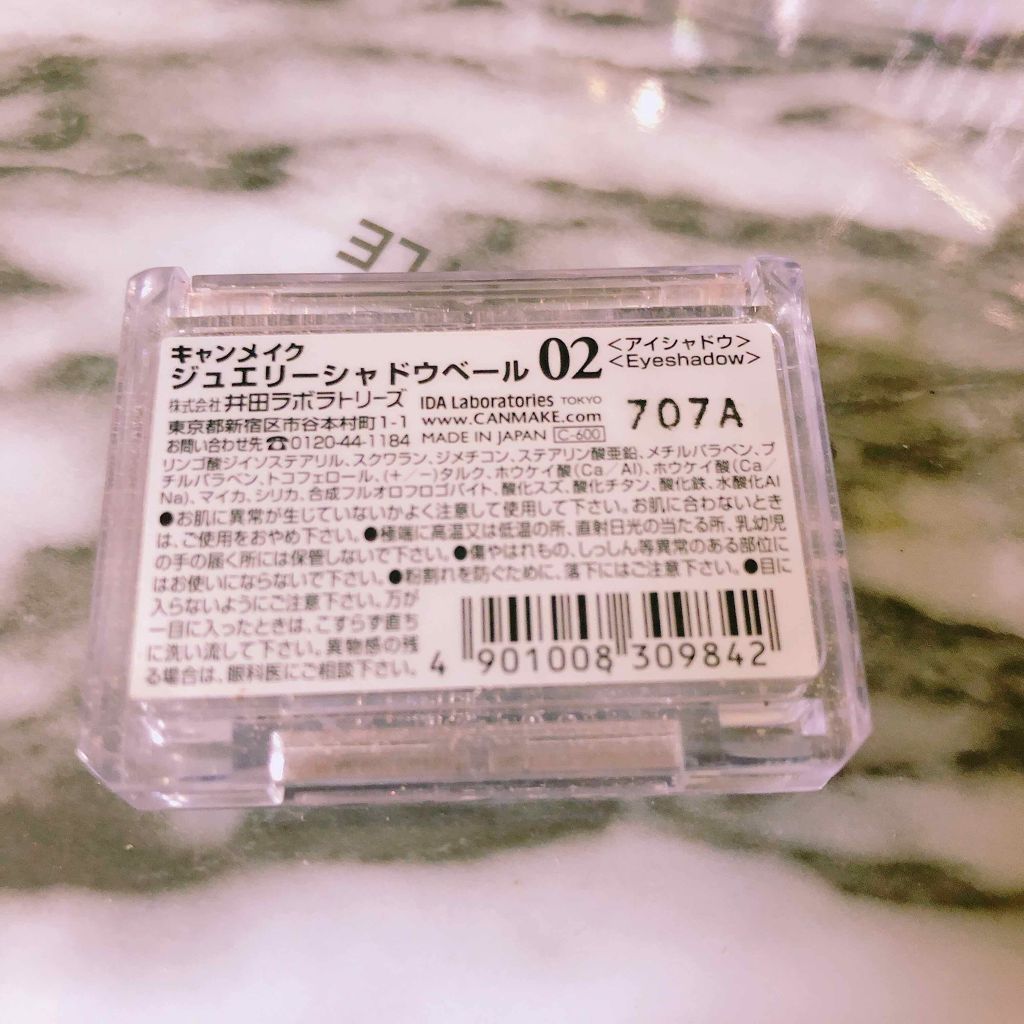 ELE
キャンメイク
ジュエリーシャドウベール 02 <アイシャドウ>
<Eyeshadow>
株式会社 井田ラボラトリーズ IDA Laboratories TOKYO
東京都新宿区市谷本村町1-1 www.CANMAKE.com 707A
お問い合わせ先☎0120-44-1184 MADE IN JAPAN C-600
リンゴ酸ジイソステアリル、スクワラン、ジメチコン、ステアリン酸亜鉛、メチルパラベン、ブ
チルパラベン、トコフェロール、(+/−)タルク、ホウケイ酸(Ca/Al)、ホウケイ酸(Ca/
Na)、マイカ、シリカ、合成フルオロフロゴパイト、酸化スズ、酸化チタン、酸化鉄、水酸化Al
●お肌に異常が生じていないかよく注意して使用して下さい。お肌に合わないとき
は、ご使用をおやめ下さい。●極端に高温又は低温の所、直射日光の当たる所、乳幼児
の手の届く所には保管しないで下さい。●傷やはれもの、しっしん等異常のある部位に
はお使いにならないで下さい。●粉割れを防ぐために、落下にはご注意下さい。●目に
入らないようにご注意下さい。万が
一目に入ったときは、こすらず直ち
に洗い流して下さい。異物感の残
る場合は、眼科医にご相談下さい。
4 901008 309842